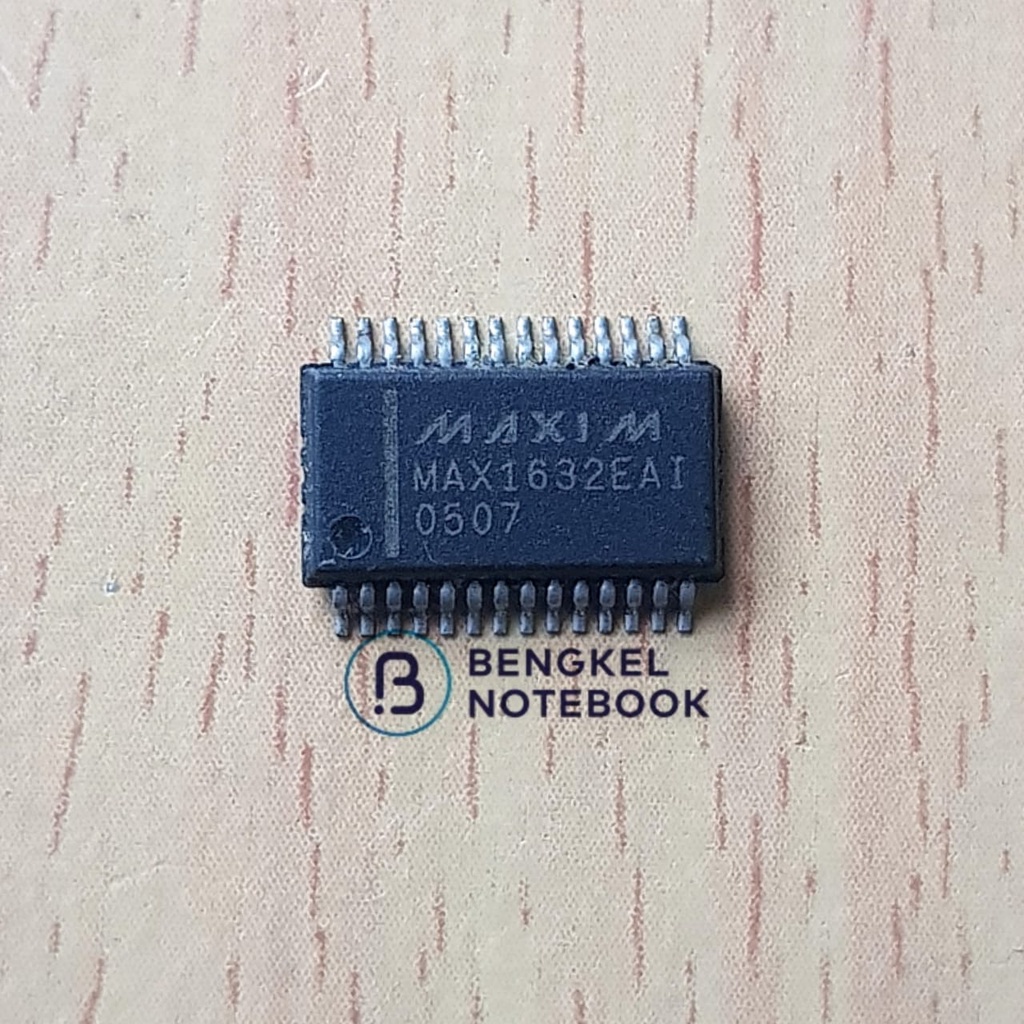 MAXIM
MAX1632EAI
0507
B
BENGKEL
NOTEBOOK